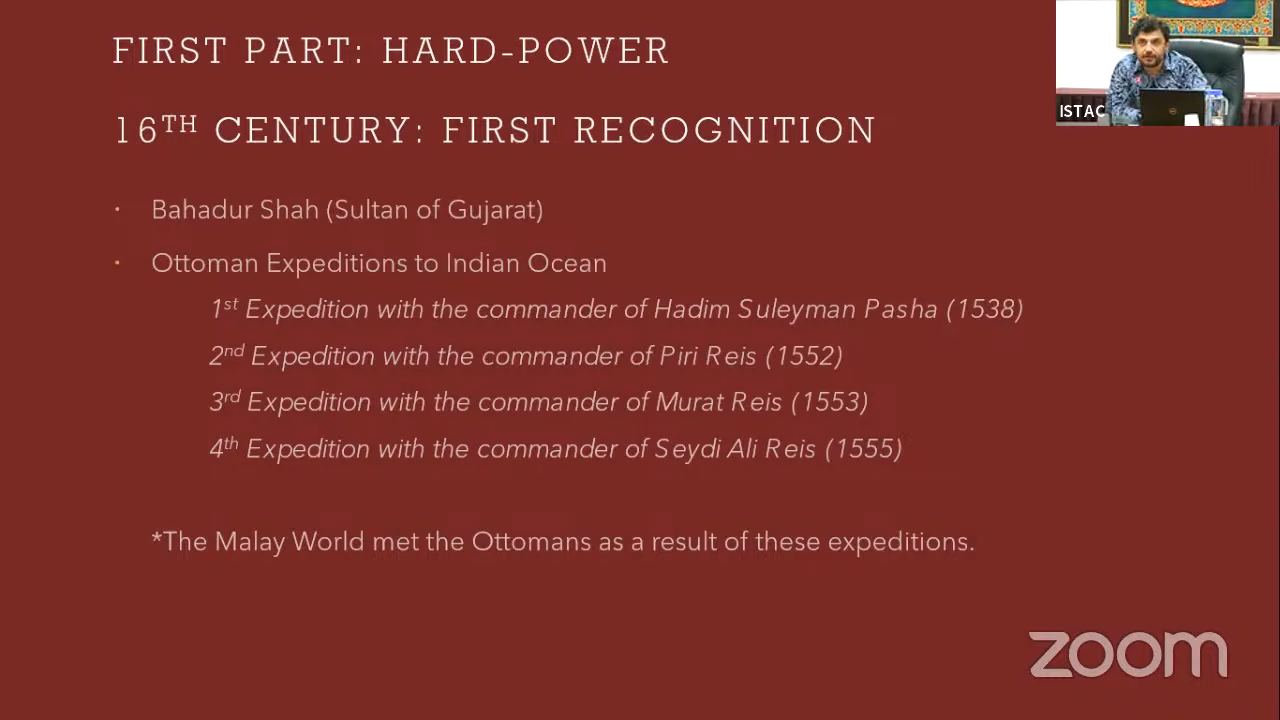 FIRST PART: HARD-POWER
16TH CENTURY: FIRST RECOGNITION
· Bahadur Shah (Sultan of Gujarat)
· Ottoman Expeditions to Indian Ocean
1st Expedition with the commander of Hadim Suleyman Pasha (1538)
2nd Expedition with the commander of Piri Reis (1552)
3rd Expedition with the commander of Murat Reis (1553)
4th Expedition with the commander of Seydi Ali Reis (1555)
*The Malay World met the Ottomans as a result of these expeditions.
ISTAC
zoom